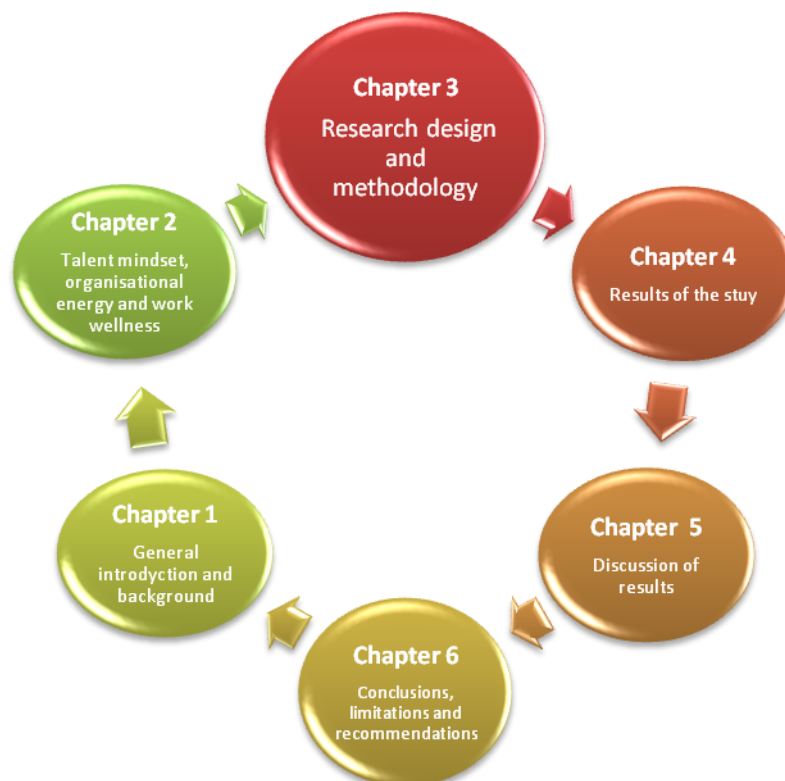 Chapter 3
Research design
and
methodology
Chapter 2
Talent mindset,
organisational
energy and work
wellness
Chapter 4
Results of the stuy
Chapter 1
General
introdyction and
background
Chapter 5
Discussion of
results
Chapter 6
Conclusions,
limitations and
recommendations